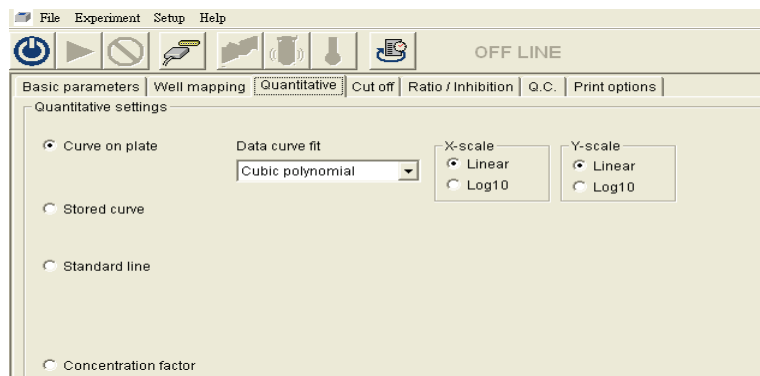 File Experiment Setup Help
OFF LINE
Basic parameters Well mapping Quantitative Cut off Ratio / Inhibition Q.C. Print options
Quantitative settings
Curve on plate Data curve fit X-scale Y-scale
Cubic polynomial Linear Linear
Log10 Log10
Stored curve
Standard line
Concentration factor